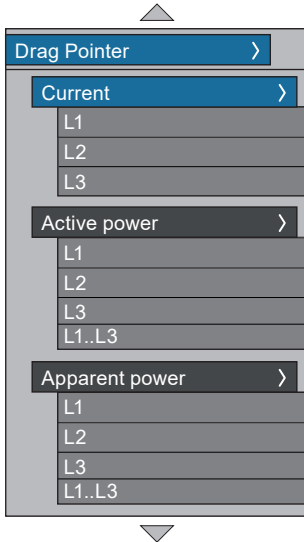 Drag Pointer
Current
L1
L2
L3
Active power
L1
L2
L3
L1..L3
Apparent power
L1
L2
L3
L1..L3